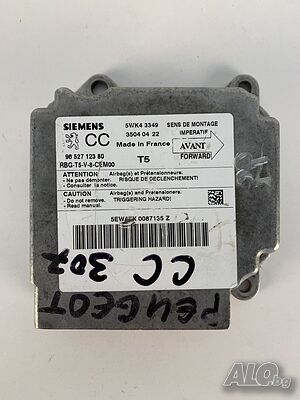 SIEMENS
5WK4 3349
SENS DE MONTAGE
CC
3504 04 22
IMPERATIF
Made in France
AVANT
96 527 123 80
RBG-T5-V-8-CEM00
T5
FORWARD
ATTENTION
Airbag(s) et Prétensionneurs.
- Ne pas démonter.
RISQUE DE DECLENCHEMENT!
- Consulter la notice.
CAUTION
Airbag(s) and Pretensioners.
- Do not remove.
TRIGGERING HAZARD!
- Read manual.
5EWAEK 0087135 Z
CC 307
PEUGEOT
ALO.bg